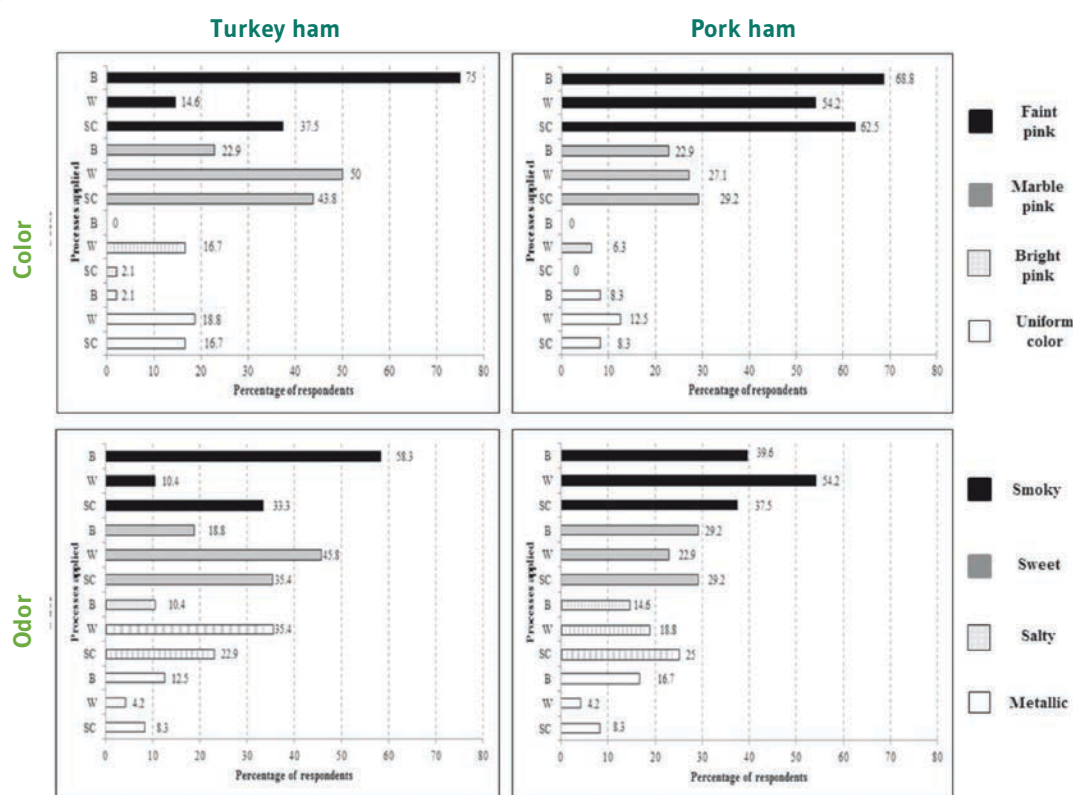 Turkey ham
Pork ham
Color
Processes applied
B 75
W 14.6
SC 37.5
B 22.9
W 50
SC 43.8
B 0
W 16.7
SC 2.1
B 2.1
W 18.8
SC 16.7
0 10 20 30 40 50 60 70 80
Percentage of respondents
Processes applied
B 68.8
W 54.2
SC 62.5
B 22.9
W 27.1
SC 29.2
B 0
W 6.3
SC 0
B 8.3
W 12.5
SC 8.3
0 10 20 30 40 50 60 70 80
Percentage of respondents
Faint
pink
Marble
pink
Bright
pink
Uniform
color
Odor
Processes applied
B 58.3
W 10.4
SC 33.3
B 18.8
W 45.8
SC 35.4
B 10.4
W 35.4
SC 22.9
B 12.5
W 4.2
SC 8.3
0 10 20 30 40 50 60 70 80
Percentage of respondents
Processes applied
B 39.6
W 54.2
SC 37.5
B 29.2
W 22.9
SC 29.2
B 14.6
W 18.8
SC 25
B 16.7
W 4.2
SC 8.3
0 10 20 30 40 50 60 70 80
Percentage of respondents
Smoky
Sweet
Salty
Metallic